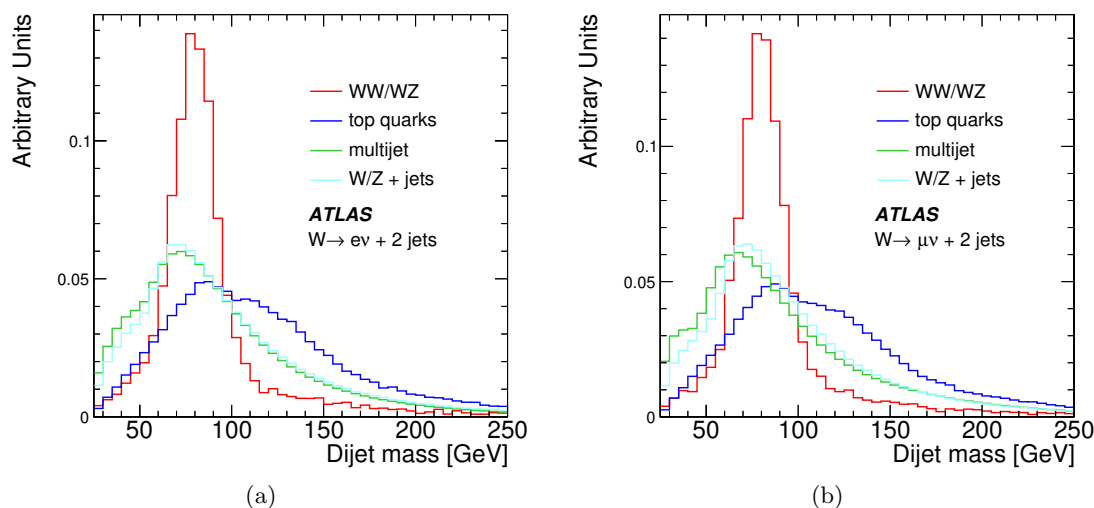 Arbitrary Units
0.1
0.05
0
WW/WZ
top quarks
multijet
W/Z + jets
ATLAS
W→ eν + 2 jets
50 100 150 200 250
Dijet mass [GeV]
(a)
Arbitrary Units
0.1
0.05
0
WW/WZ
top quarks
multijet
W/Z + jets
ATLAS
W→ μν + 2 jets
50 100 150 200 250
Dijet mass [GeV]
(b)